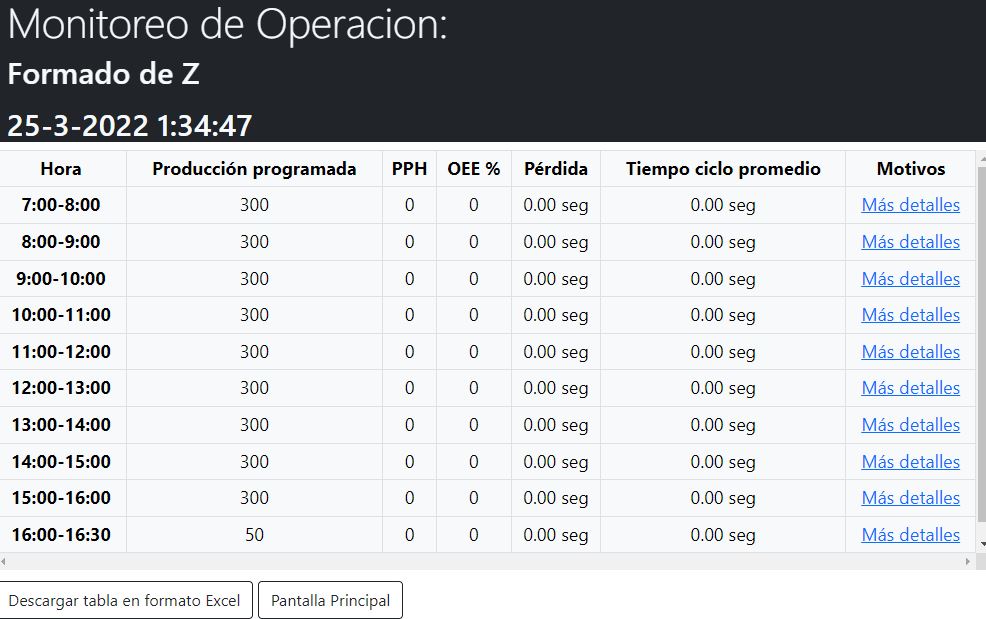 Monitoreo de Operacion:
Formado de Z
25-3-2022 1:34:47
Hora Producción programada PPH OEE % Pérdida Tiempo ciclo promedio Motivos
7:00-8:00 300 0 0 0.00 seg 0.00 seg Más detalles
8:00-9:00 300 0 0 0.00 seg 0.00 seg Más detalles
9:00-10:00 300 0 0 0.00 seg 0.00 seg Más detalles
10:00-11:00 300 0 0 0.00 seg 0.00 seg Más detalles
11:00-12:00 300 0 0 0.00 seg 0.00 seg Más detalles
12:00-13:00 300 0 0 0.00 seg 0.00 seg Más detalles
13:00-14:00 300 0 0 0.00 seg 0.00 seg Más detalles
14:00-15:00 300 0 0 0.00 seg 0.00 seg Más detalles
15:00-16:00 300 0 0 0.00 seg 0.00 seg Más detalles
16:00-16:30 50 0 0 0.00 seg 0.00 seg Más detalles
Descargar tabla en formato Excel Pantalla Principal